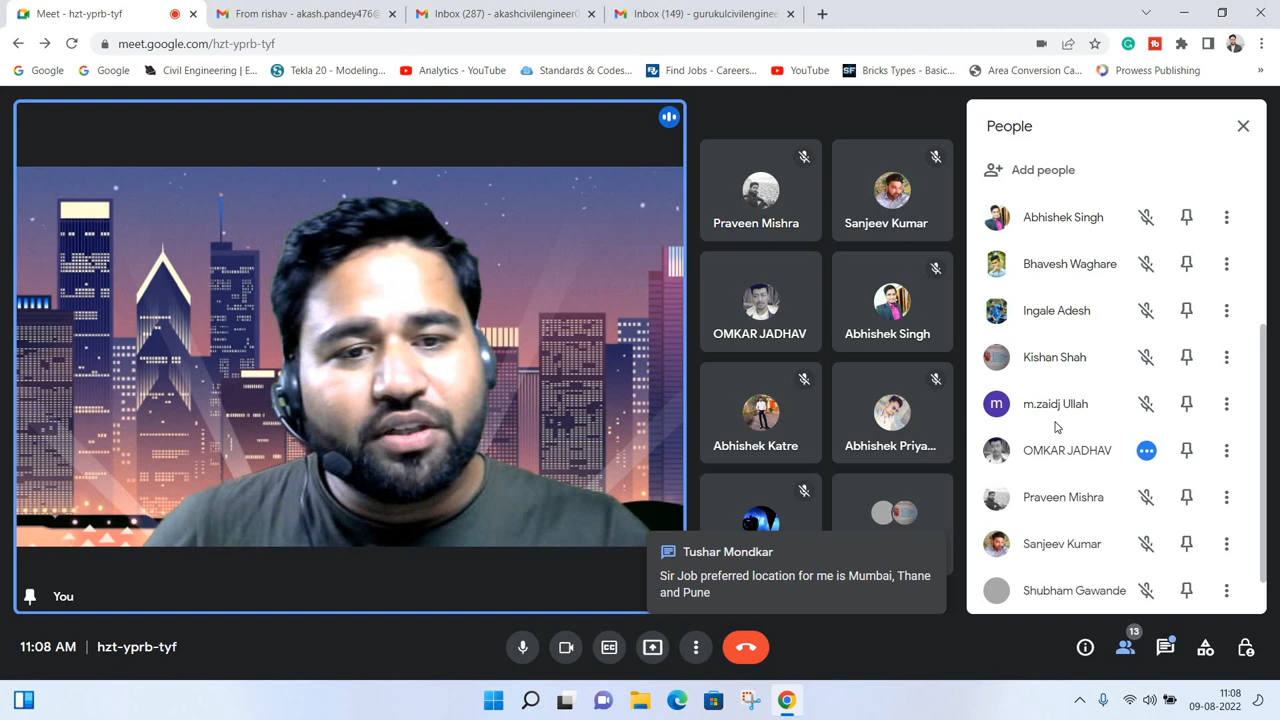 Meet - hzt-yprb-tyf
From rishav - akash.pandey476@
Inbox (287) - akashcivilengineer
Inbox (149) - gurukulcivilengine
meet.google.com/hzt-yprb-tyf
Google
Google
Civil Engineering | E...
Tekla 20 - Modeling...
Analytics - YouTube
Standards & Codes...
Find Jobs - Careers...
YouTube
Bricks Types - Basic...
Area Conversion Ca...
Prowess Publishing
»
Praveen Mishra
Sanjeev Kumar
OMKAR JADHAV
Abhishek Singh
Abhishek Katre
Abhishek Priya...
You
Tushar Mondkar
Sir Job preferred location for me is Mumbai, Thane
and Pune
People
Add people
Abhishek Singh
Bhavesh Waghare
Ingale Adesh
Kishan Shah
m
m.zaidj Ullah
OMKAR JADHAV
Praveen Mishra
Sanjeev Kumar
Shubham Gawande
11:08 AM | hzt-yprb-tyf
CC
13
11:08
09-08-2022